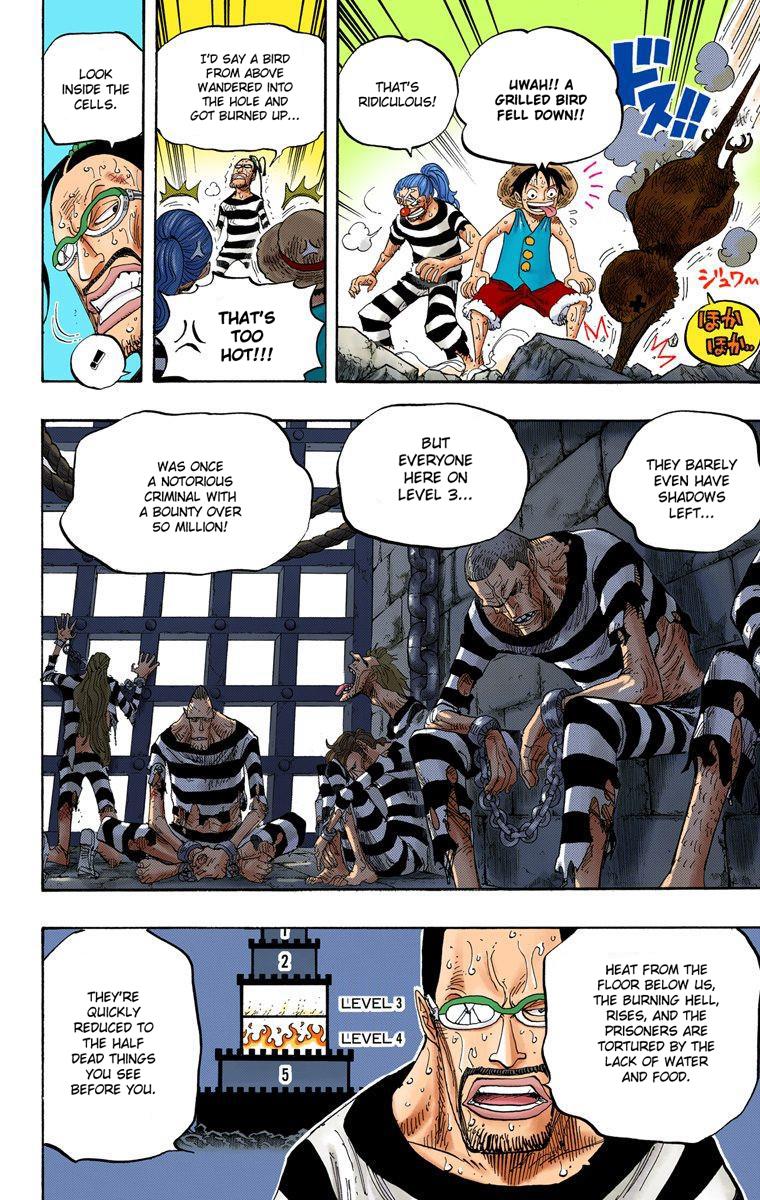 UWAH!! A
GRILLED BIRD
FELL DOWN!!
ドス!!
ジュワ
ほか
ほか..
THAT'S
RIDICULOUS!
I'D SAY A BIRD
FROM ABOVE
WANDERED INTO
THE HOLE AND
GOT BURNED UP...
THAT'S
TOO
HOT!!!
LOOK
INSIDE THE
CELLS.
!
THEY BARELY
EVEN HAVE
SHADOWS
LEFT...
BUT
EVERYONE
HERE ON
LEVEL 3...
WAS ONCE
A NOTORIOUS
CRIMINAL WITH
A BOUNTY OVER
50 MILLION!
HEAT FROM THE
FLOOR BELOW US,
THE BURNING HELL,
RISES, AND THE
PRISONERS ARE
TORTURED BY THE
LACK OF WATER
AND FOOD.
1
2
LEVEL 3
LEVEL 4
5
THEY'RE
QUICKLY
REDUCED TO
THE HALF
DEAD THINGS
YOU SEE
BEFORE YOU.